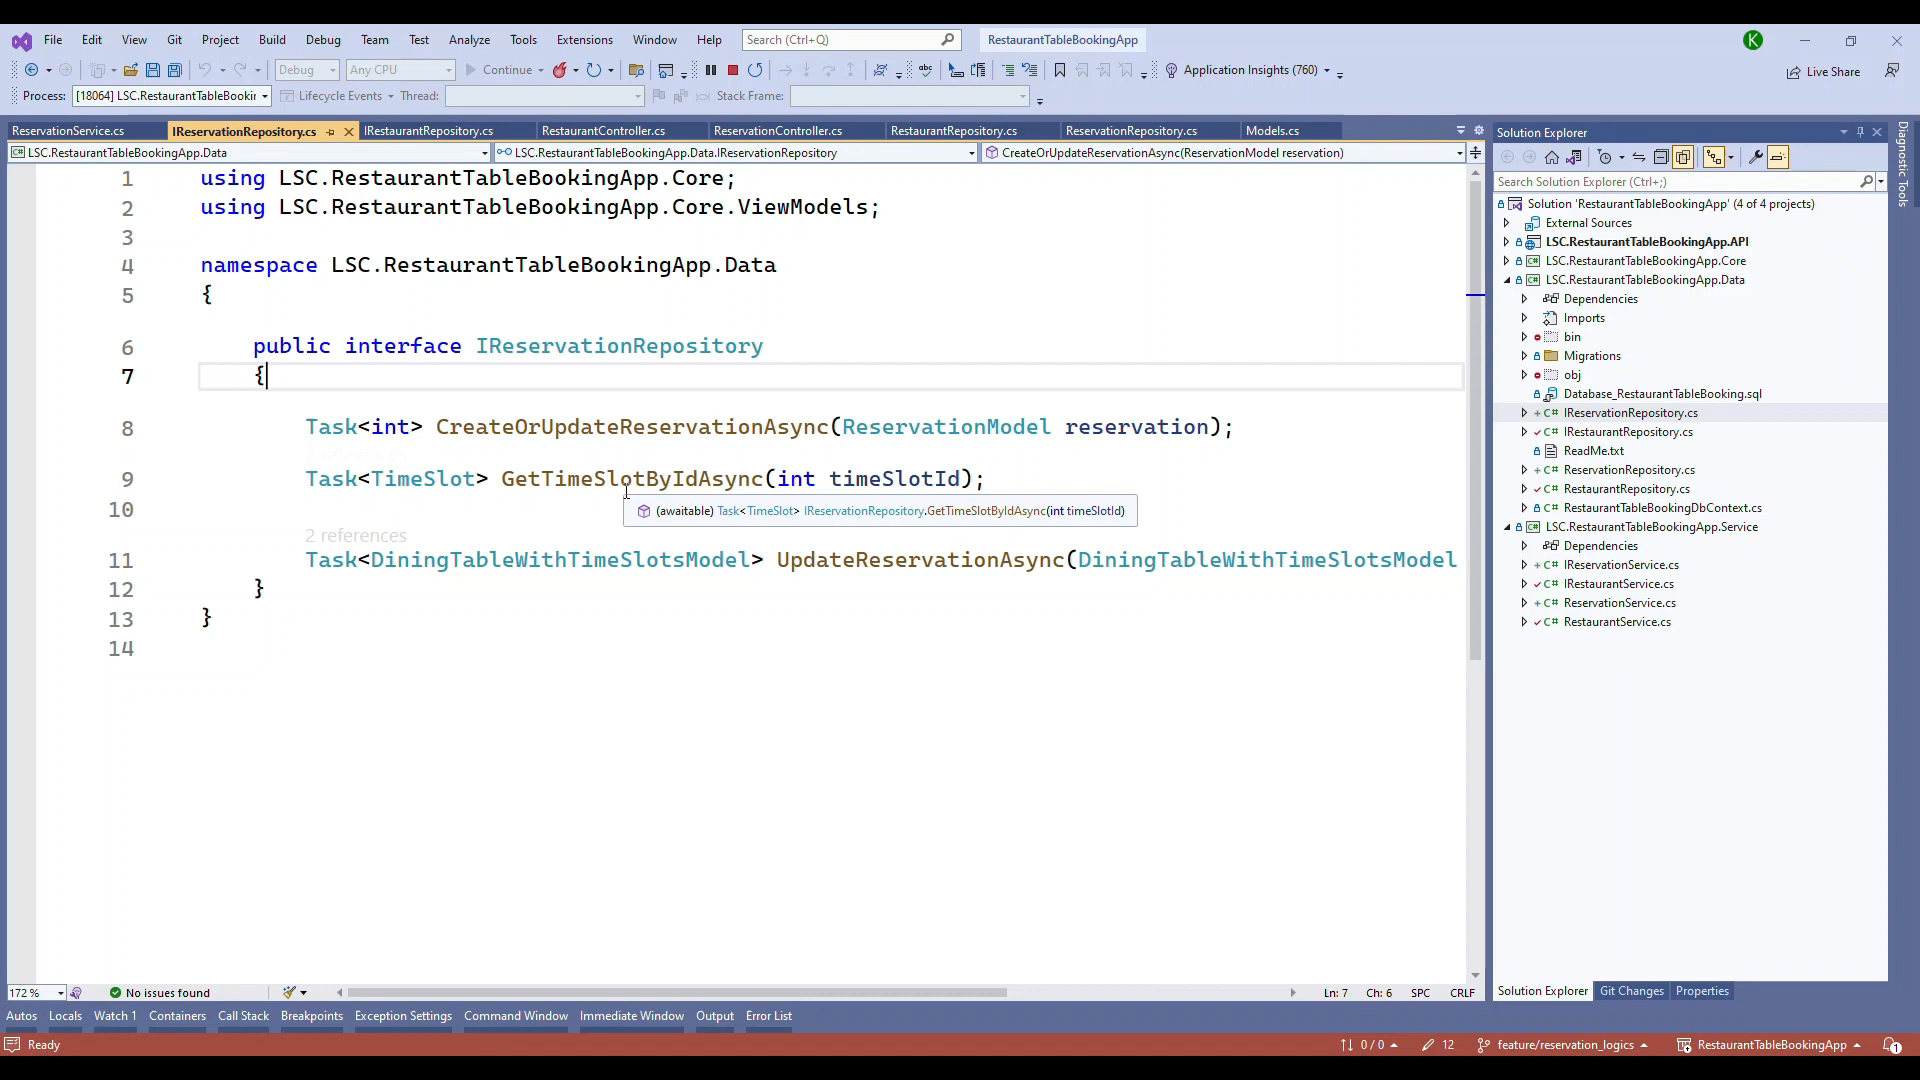 File Edit View Git Project Build Debug Team Test Analyze Tools Extensions Window Help Search (Ctrl+Q) RestaurantTableBookingApp K
Debug Any CPU Continue Application Insights (760) Live Share
Process: [18064] LSC.RestaurantTableBookin Lifecycle Events Thread: Stack Frame:
ReservationService.cs IReservationRepository.cs IRestaurantRepository.cs RestaurantController.cs ReservationController.cs RestaurantRepository.cs ReservationRepository.cs Models.cs
LSC.RestaurantTableBookingApp.Data LSC.RestaurantTableBookingApp.Data.IReservationRepository CreateOrUpdateReservationAsync(ReservationModel reservation)
1 using LSC.RestaurantTableBookingApp.Core;
2 using LSC.RestaurantTableBookingApp.Core.ViewModels;
3
4 namespace LSC.RestaurantTableBookingApp.Data
5 {
6 public interface IReservationRepository
7 {
8 Task<int> CreateOrUpdateReservationAsync(ReservationModel reservation);
2 references
9 Task<TimeSlot> GetTimeSlotByIdAsync(int timeSlotId);
10
(awaitable) Task<TimeSlot> IReservationRepository.GetTimeSlotByIdAsync(int timeSlotId)
2 references
11 Task<DiningTableWithTimeSlotsModel> UpdateReservationAsync(DiningTableWithTimeSlotsModel
12 }
13 }
14
172 % No issues found Ln: 7 Ch: 6 SPC CRLF
Autos Locals Watch 1 Containers Call Stack Breakpoints Exception Settings Command Window Immediate Window Output Error List
Ready 0 / 0 12 feature/reservation_logics RestaurantTableBookingApp 1
Solution Explorer
Search Solution Explorer (Ctrl+;)
Solution 'RestaurantTableBookingApp' (4 of 4 projects)
External Sources
LSC.RestaurantTableBookingApp.API
LSC.RestaurantTableBookingApp.Core
LSC.RestaurantTableBookingApp.Data
Dependencies
Imports
bin
Migrations
obj
Database_RestaurantTableBooking.sql
C# IReservationRepository.cs
C# IRestaurantRepository.cs
ReadMe.txt
C# ReservationRepository.cs
C# RestaurantRepository.cs
C# RestaurantTableBookingDbContext.cs
LSC.RestaurantTableBookingApp.Service
Dependencies
C# IReservationService.cs
C# IRestaurantService.cs
C# ReservationService.cs
C# RestaurantService.cs
Solution Explorer Git Changes Properties
Diagnostic Tools